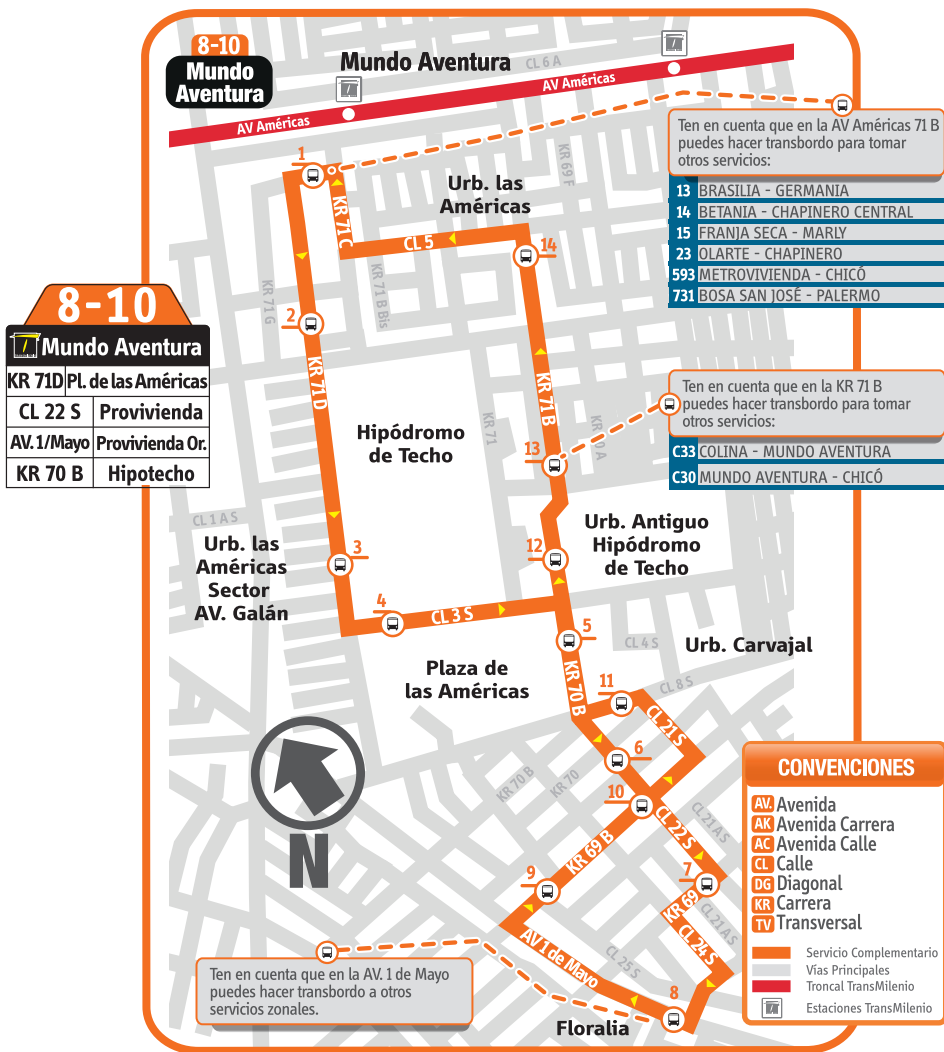 8-10
Mundo
Aventura
Mundo Aventura
CL 6 A
AV Américas
AV Américas
Ten en cuenta que en la AV Américas 71 B
puedes hacer transbordo para tomar
otros servicios:
13 BRASILIA - GERMANIA
14 BETANIA - CHAPINERO CENTRAL
15 FRANJA SECA - MARLY
23 OLARTE - CHAPINERO
593 METROVIVIENDA - CHICÓ
731 BOSA SAN JOSÉ - PALERMO
1
KR 71 C
Urb. las
Américas
KR 69 F
CL 5
14
KR 71 B Bis
KR 71 G
2
8-10
Mundo Aventura
KR 71D Pl. de las Américas
CL 22 S Provivienda
AV. 1/Mayo Provivienda Or.
KR 70 B Hipotecho
KR 71 D
KR 71 B
Hipódromo
de Techo
KR 71
KR 70 A
13
Ten en cuenta que en la KR 71 B
puedes hacer transbordo para tomar
otros servicios:
C33 COLINA - MUNDO AVENTURA
C30 MUNDO AVENTURA - CHICÓ
CL 1 A S
Urb. las
Américas
Sector
AV. Galán
3
12
Urb. Antiguo
Hipódromo
de Techo
4
CL 3 S
5
CL 4 S
Urb. Carvajal
Plaza de
las Américas
KR 70 B
CL 8 S
11
CL 21 S
6
KR 70 B
KR 70
10
CL 22 S
CL 21 A S
N
KR 69 B
9
7
KR 69
CL 21 A S
CL 24 S
AV 1 de Mayo
CL 25 S
8
Floralia
Ten en cuenta que en la AV. 1 de Mayo
puedes hacer transbordo a otros
servicios zonales.
CONVENCIONES
AV. Avenida
AK Avenida Carrera
AC Avenida Calle
CL Calle
DG Diagonal
KR Carrera
TV Transversal
Servicio Complementario
Vías Principales
Troncal TransMilenio
Estaciones TransMilenio